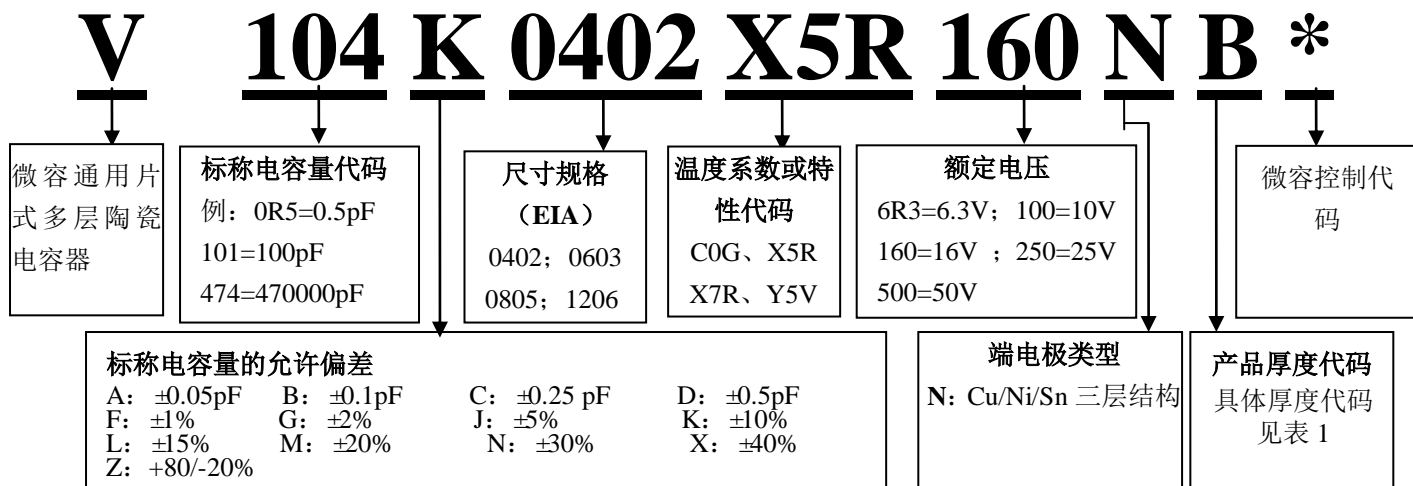 V 104 K 0402 X5R 160 N B *
微容通用片
式多层陶瓷
电容器
标称电容量代码
例：0R5=0.5pF
101=100pF
474=470000pF
尺寸规格
（EIA）
0402；0603
0805；1206
温度系数或特
性代码
C0G、X5R
X7R、Y5V
额定电压
6R3=6.3V；100=10V
160=16V ；250=25V
500=50V
微容控制代
码
标称电容量的允许偏差
A： ±0.05pF B： ±0.1pF C： ±0.25 pF D： ±0.5pF
F： ±1% G： ±2% J： ±5% K： ±10%
L： ±15% M： ±20% N： ±30% X： ±40%
Z： +80/-20%
端电极类型
N：Cu/Ni/Sn 三层结构
产品厚度代码
具体厚度代码
见表 1